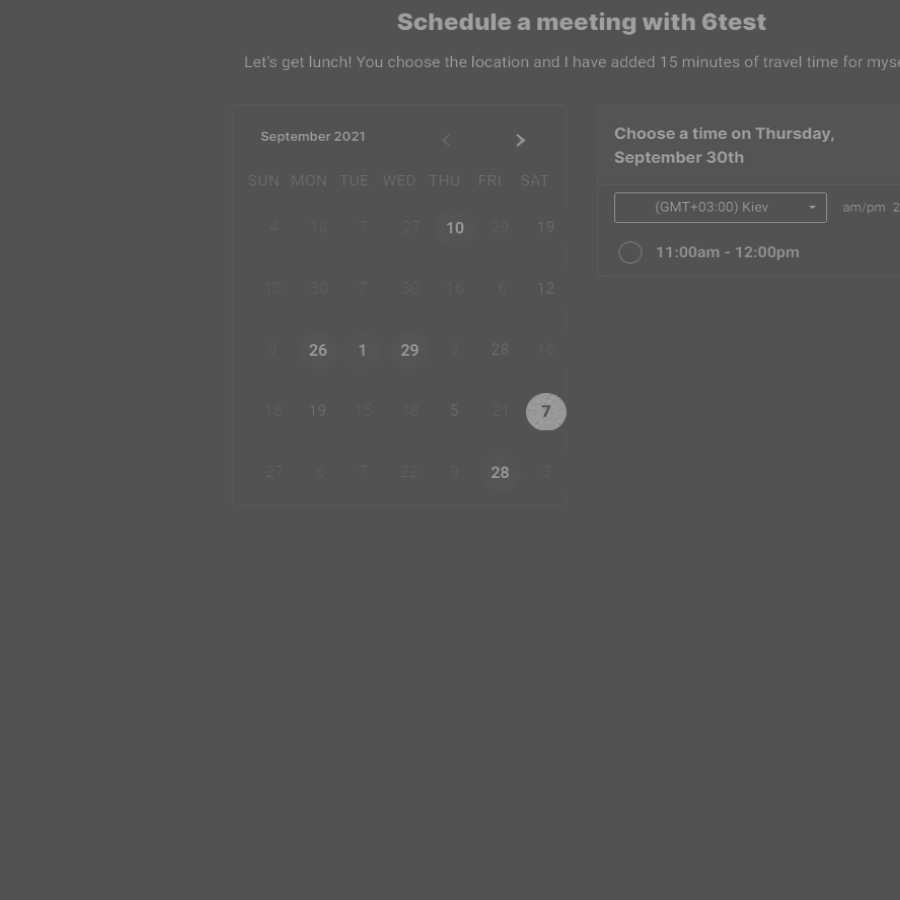 Schedule a meeting with 6test
Let's get lunch! You choose the location and I have added 15 minutes of travel time for mys
September 2021
SUN MON TUE WED THU FRI SAT
4 10 7 27 10 29 19
10 30 7 30 16 6 12
9 26 1 29 3 28 16
18 19 15 18 5 21 7
27 6 7 22 9 28 3
Choose a time on Thursday,
September 30th
(GMT+03:00) Kiev am/pm 2
11:00am - 12:00pm